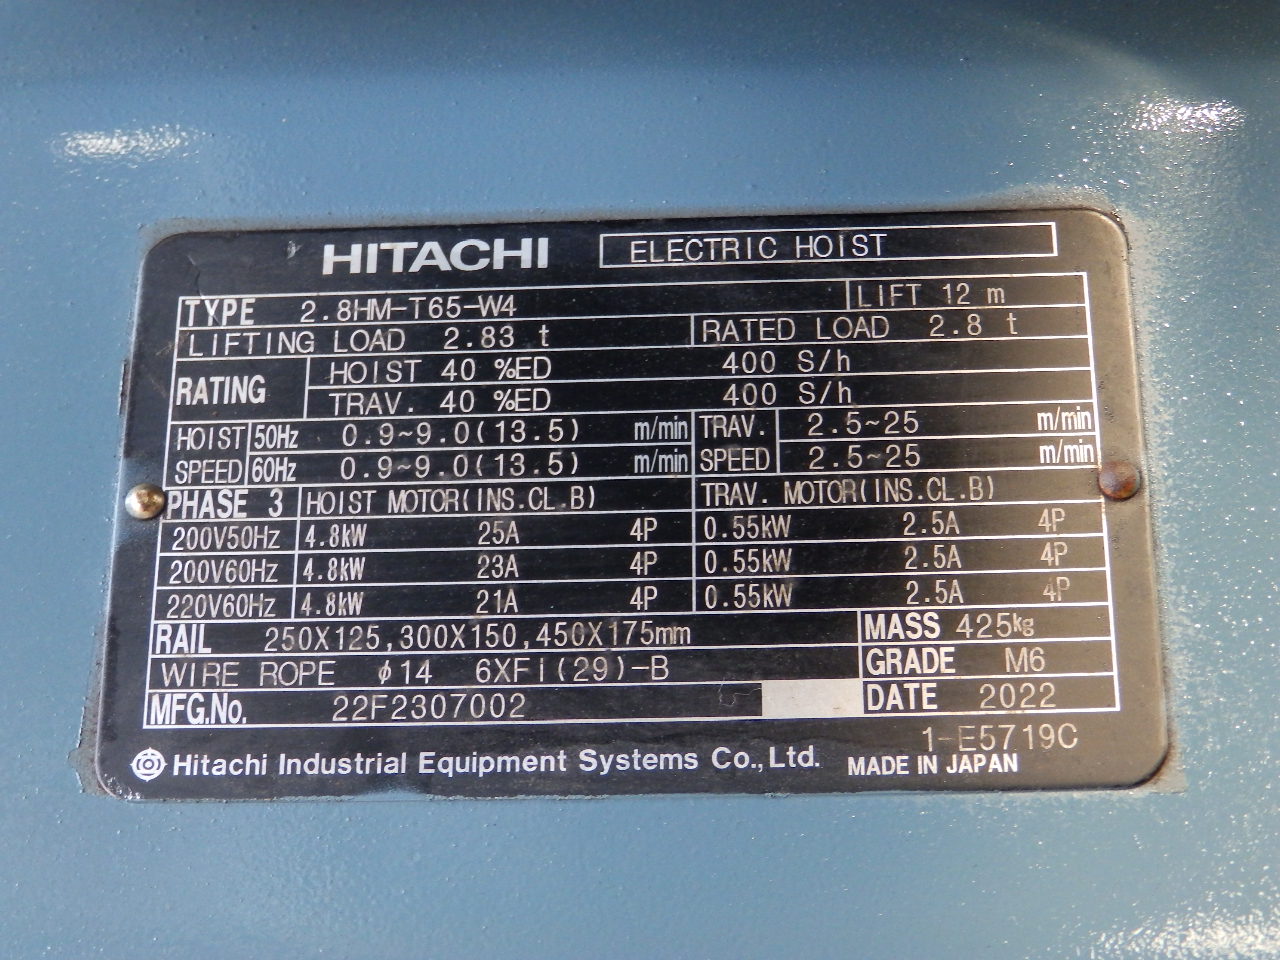 HITACHI ELECTRIC HOIST
TYPE 2.8HM-T65-W4 LIFT 12 m
LIFTING LOAD 2.83 t RATED LOAD 2.8 t
RATING HOIST 40 %ED 400 S/h
TRAV. 40 %ED 400 S/h
HOIST SPEED 50Hz 0.9~9.0(13.5) m/min TRAV. SPEED 2.5~25 m/min
60Hz 0.9~9.0(13.5) m/min 2.5~25 m/min
PHASE 3 HOIST MOTOR(INS.CL.B) TRAV. MOTOR(INS.CL.B)
200V50Hz 4.8kW 25A 4P 0.55kW 2.5A 4P
200V60Hz 4.8kW 23A 4P 0.55kW 2.5A 4P
220V60Hz 4.8kW 21A 4P 0.55kW 2.5A 4P
RAIL 250X125,300X150,450X175mm MASS 425kg
WIRE ROPE φ14 6XFi(29)-B GRADE M6
MFG.No. 22F2307002 DATE 2022
1-E5719C
Hitachi Industrial Equipment Systems Co.,Ltd. MADE IN JAPAN